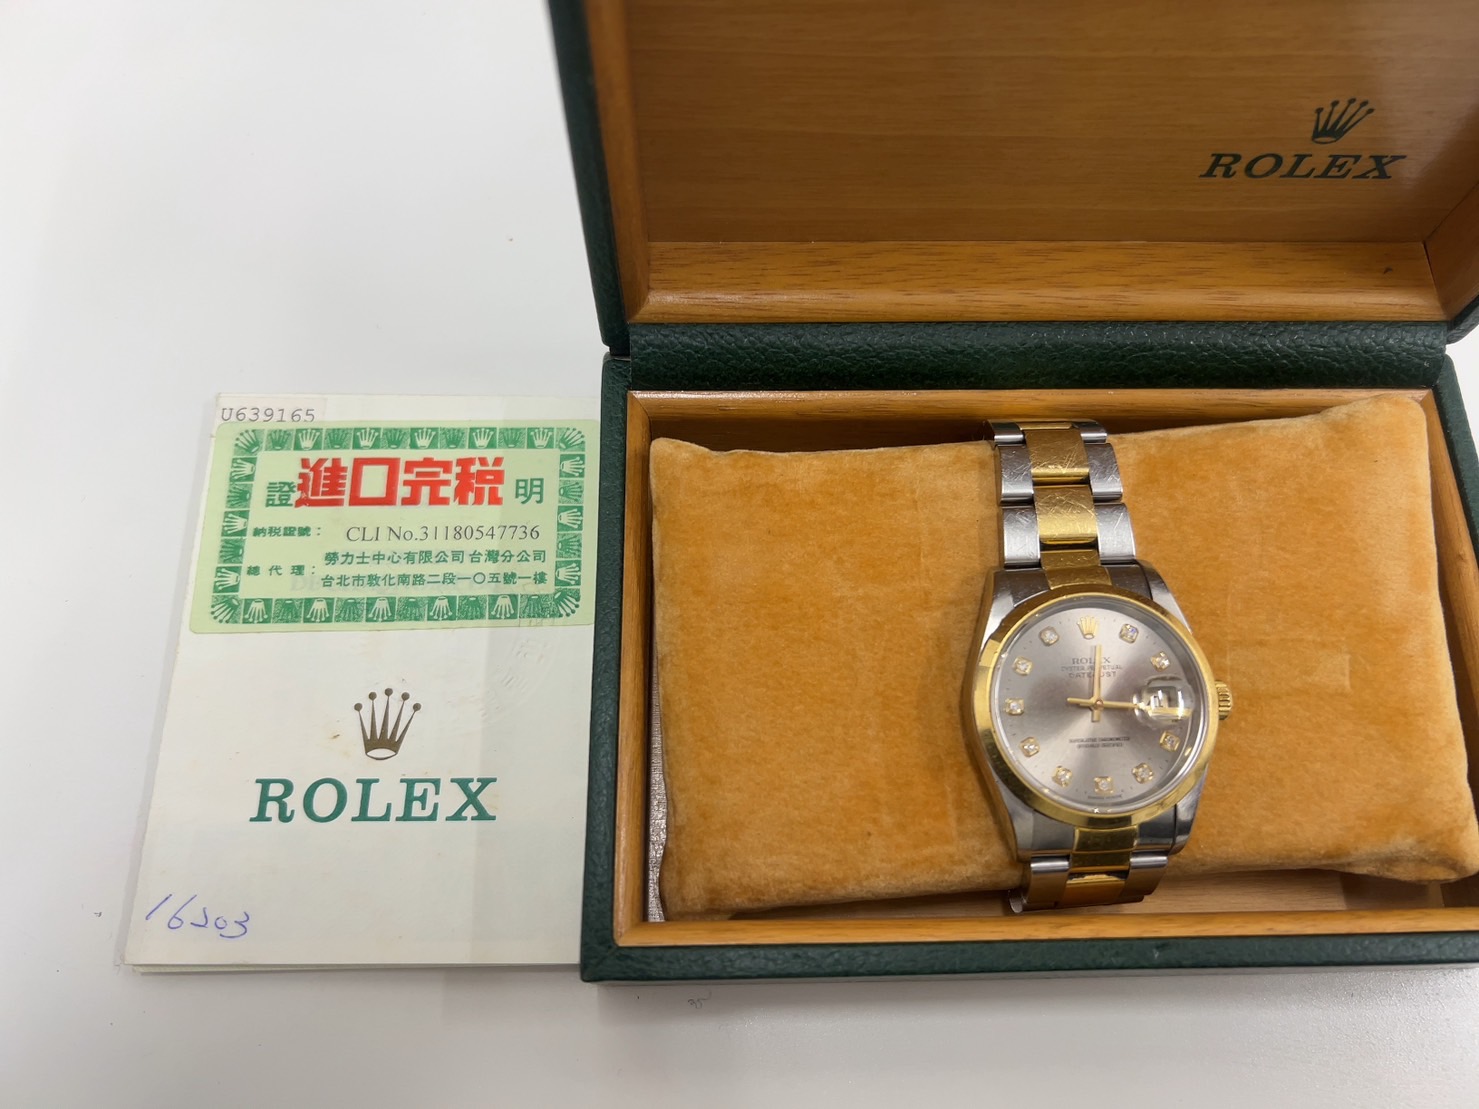 ROLEX
U639165
證進口完税明
納税證號： CLI No.31180547736
總代理： 勞力士中心有限公司台灣分公司
台北市敦化南路二段一〇五號一樓
ROLEX
16203
ROLEX
OYSTER PERPETUAL
DATEJUST